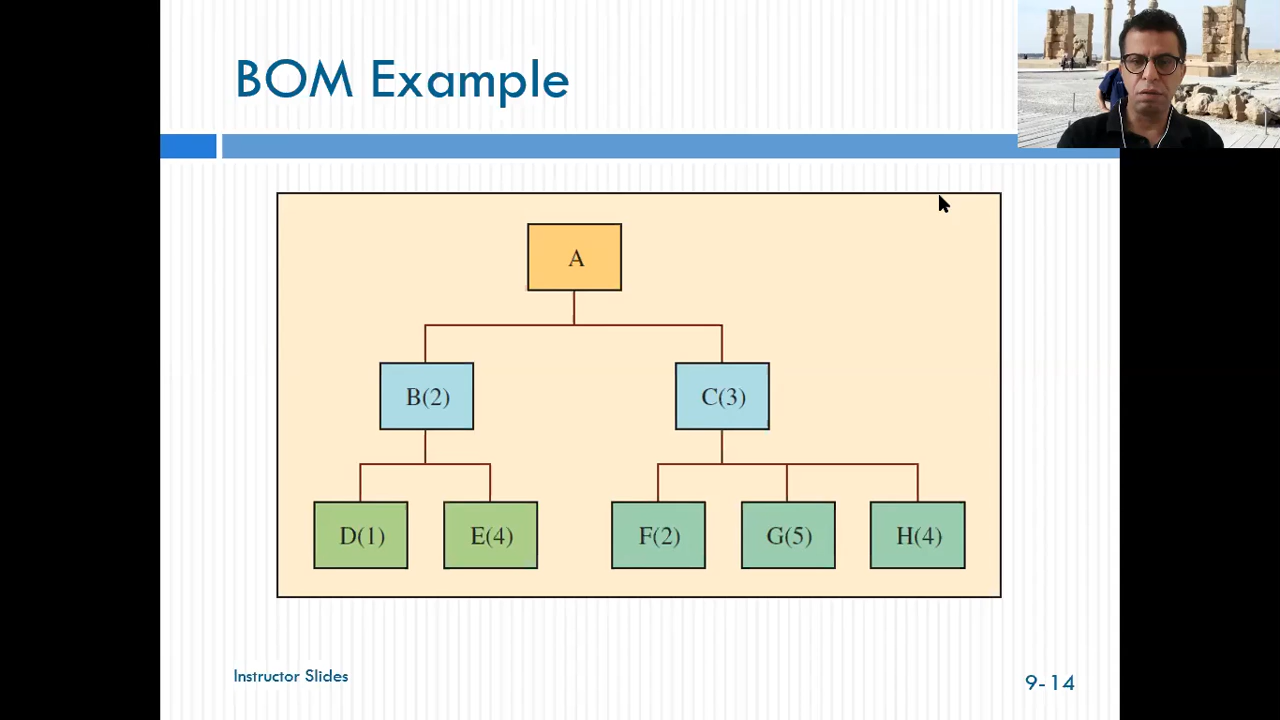 BOM Example
A
B(2) C(3)
D(1) E(4) F(2) G(5) H(4)
Instructor Slides 9-14